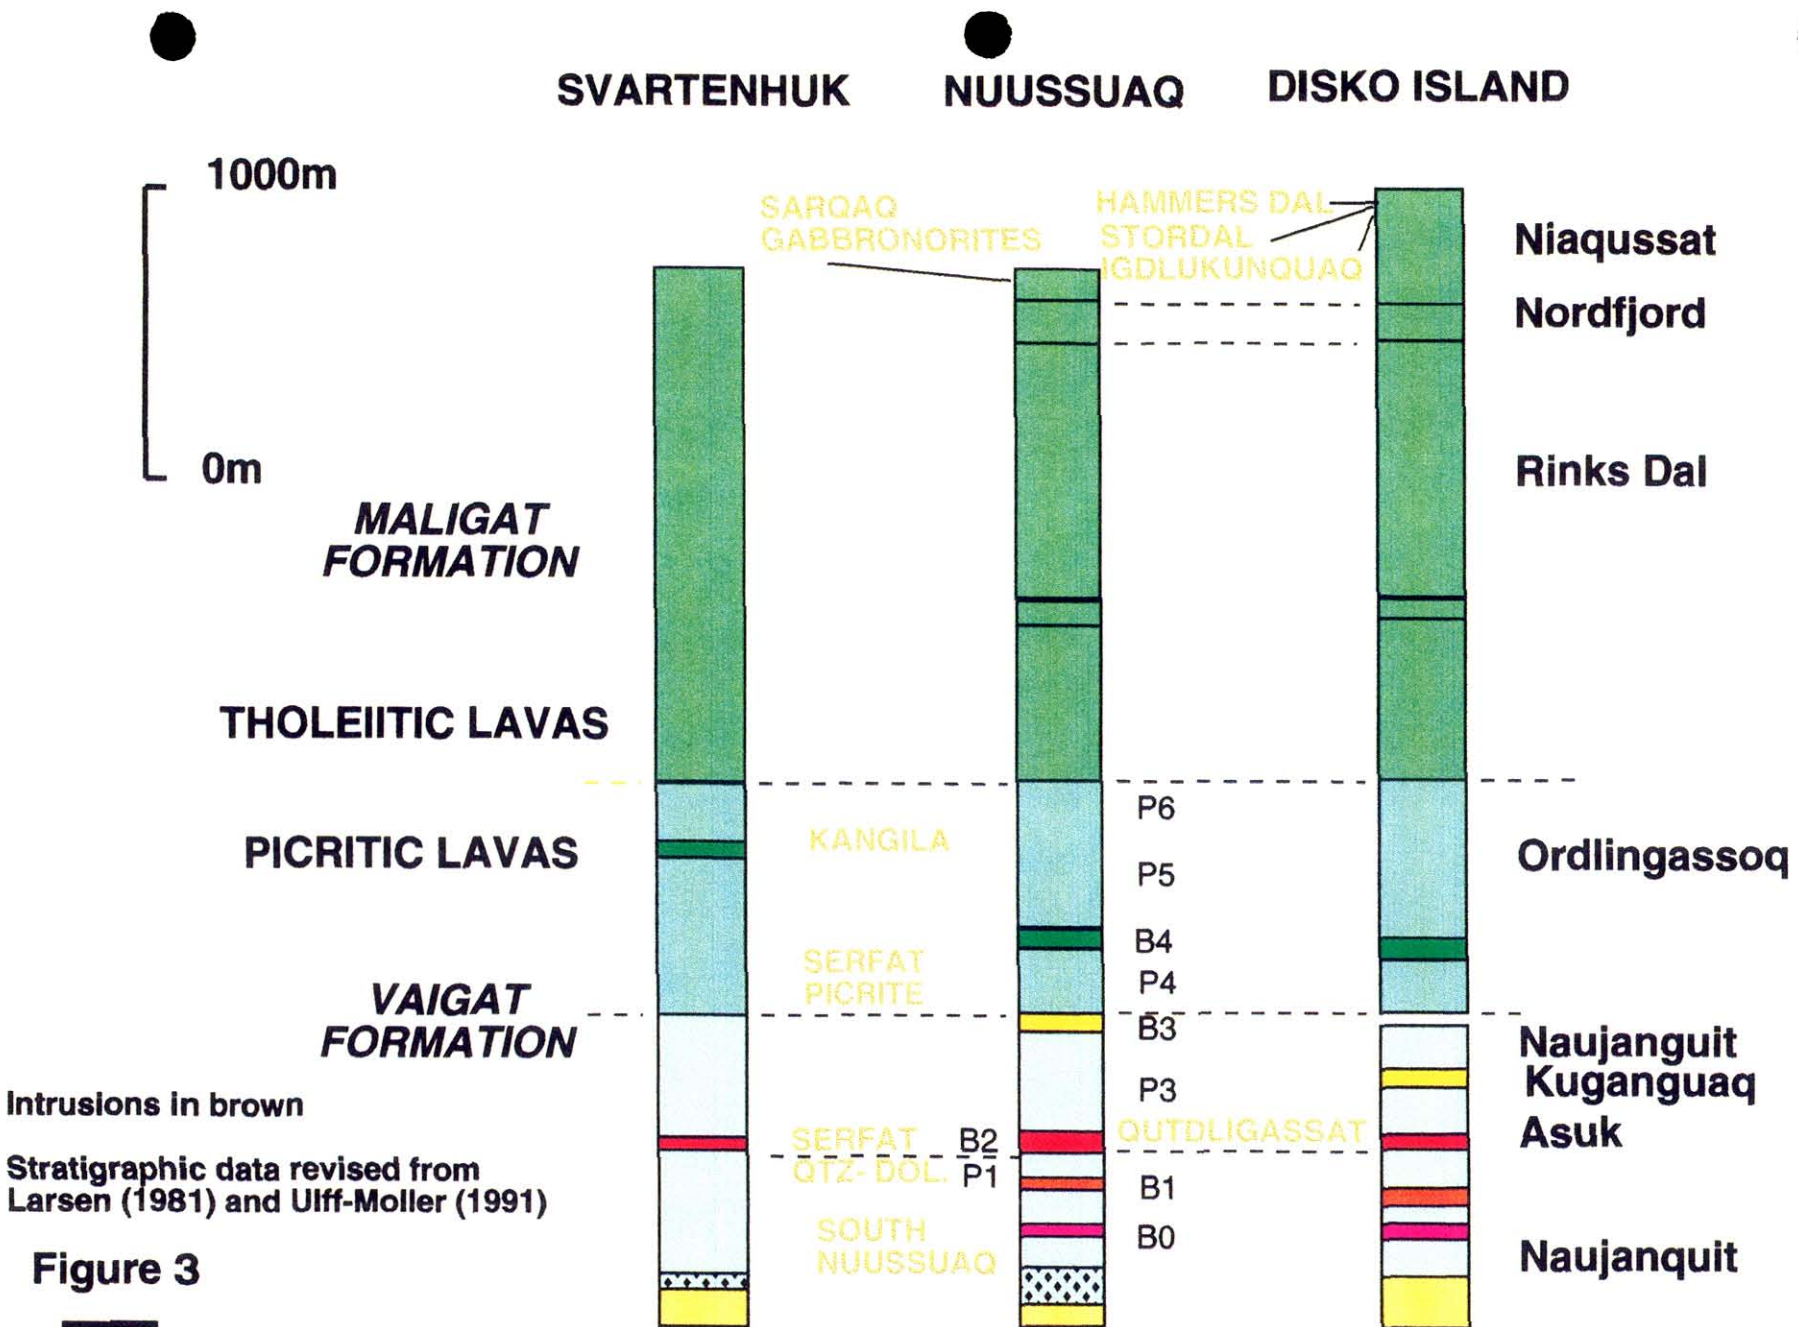 SVARTENHUK
NUUSSUAQ
DISKO ISLAND
1000m
0m
SARQAQ
GABBRONORITES
HAMMERS DAL
STORDAL
IGDLUKUNQUAQ
Niaqussat
Nordfjord
Rinks Dal
MALIGAT
FORMATION
THOLEIITIC LAVAS
PICRITIC LAVAS
KANGILA
P6
P5
B4
P4
Ordlingassoq
SERFAT
PICRITE
VAIGAT
FORMATION
B3
P3
Naujanguit
Kuganguaq
Asuk
Intrusions in brown
SERFAT
QTZ- DOL.
B2
P1
QUTDLIGASSAT
B1
B0
Stratigraphic data revised from
Larsen (1981) and Ulff-Moller (1991)
SOUTH
NUUSSUAQ
Naujanquit
Figure 3